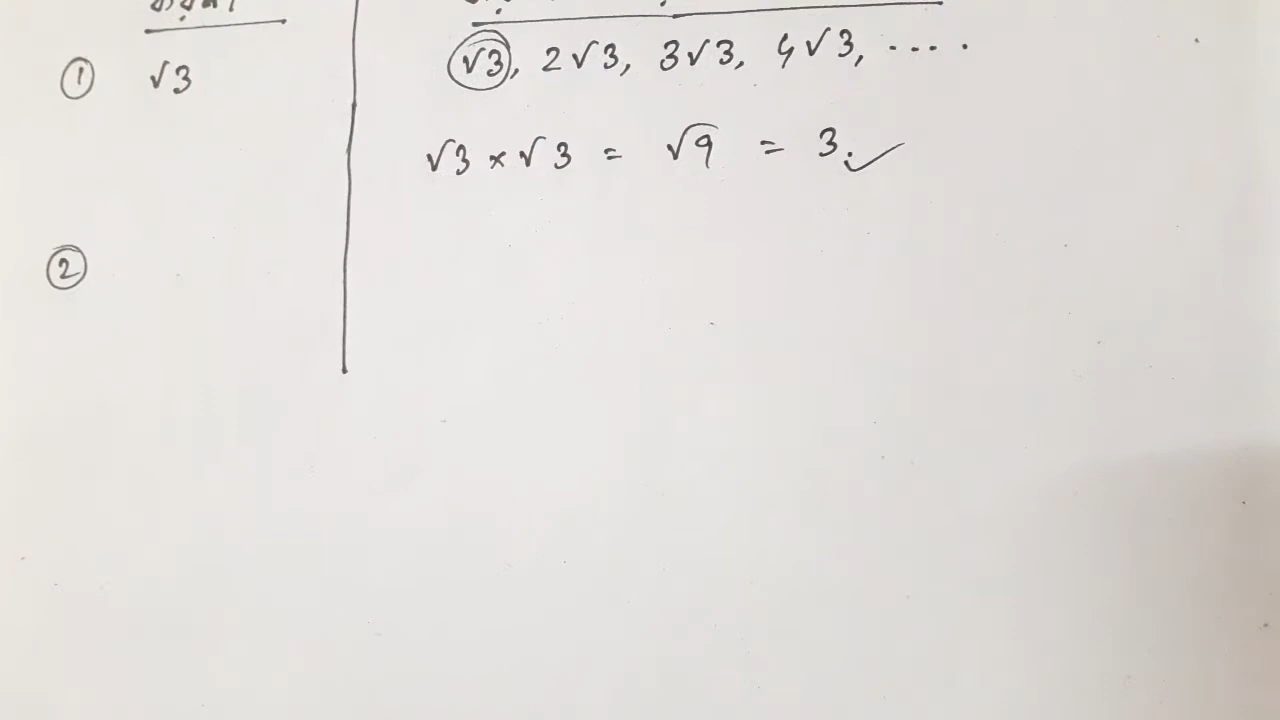 ① √3
√3, 2√3, 3√3, 4√3, ....
√3 × √3 = √9 = 3.
②